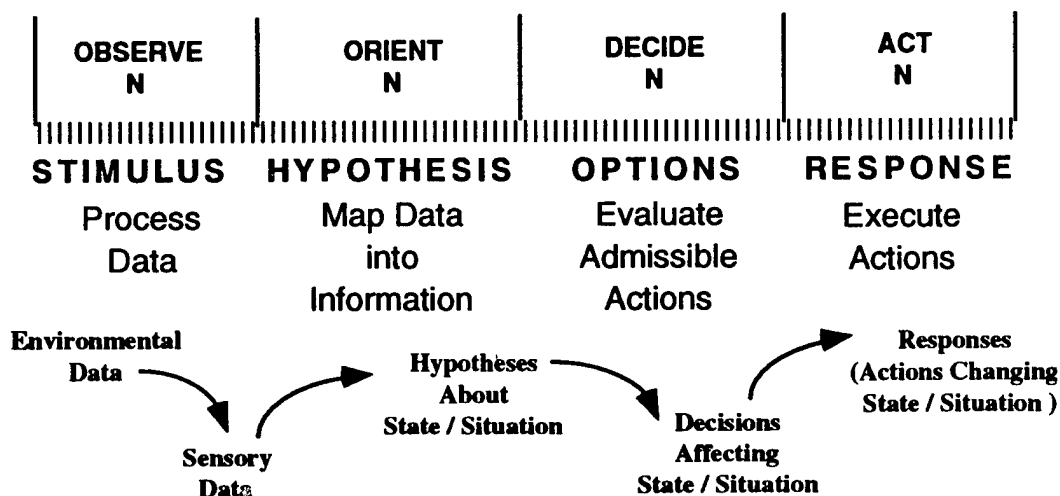 OBSERVE ORIENT DECIDE ACT
N N N N
STIMULUS HYPOTHESIS OPTIONS RESPONSE
Process Map Data Evaluate Execute
Data into Admissible Actions
Information Actions
Environmental
Data
Sensory
Data
Hypotheses
About
State / Situation
Decisions
Affecting
State / Situation
Responses
(Actions Changing
State / Situation )